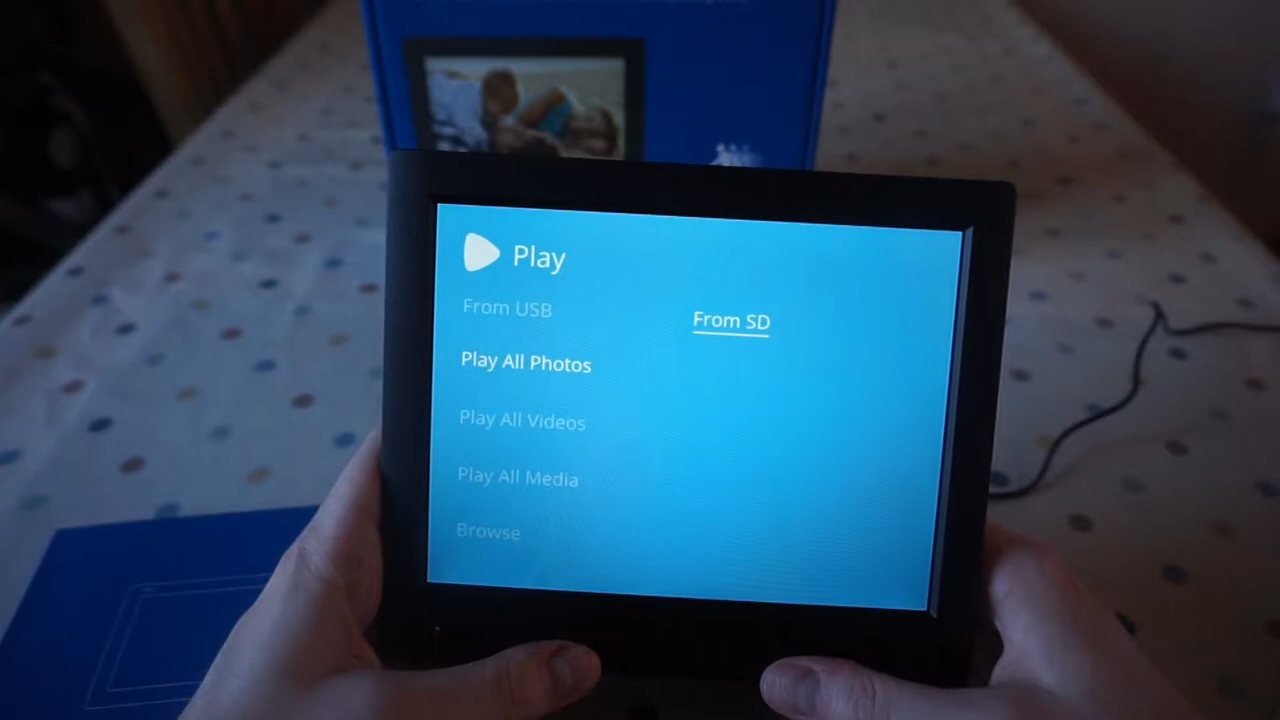 Play
From USB
From SD
Play All Photos
Play All Videos
Play All Media
Browse